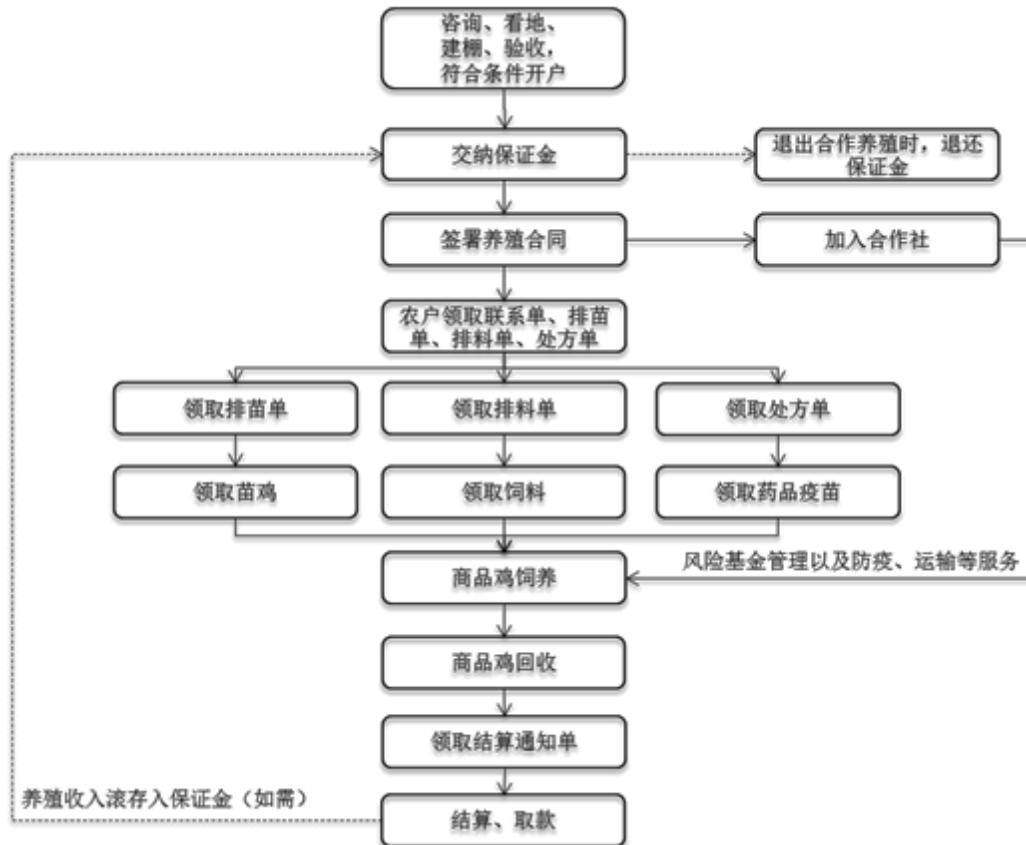 咨询、看地、
建棚、验收，
符合条件开户
交纳保证金
退出合作养殖时，退还
保证金
签署养殖合同
加入合作社
农户领取联系单、排苗
单、排料单、处方单
领取排苗单
领取排料单
领取处方单
领取苗鸡
领取饲料
领取药品疫苗
风险基金管理以及防疫、运输等服务
商品鸡饲养
商品鸡回收
领取结算通知单
养殖收入滚存入保证金（如需）
结算、取款